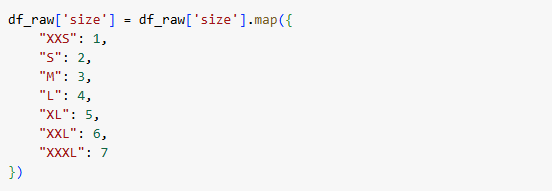 df_raw['size'] = df_raw['size'].map({
    "XXS": 1,
    "S": 2,
    "M": 3,
    "L": 4,
    "XL": 5,
    "XXL": 6,
    "XXXL": 7
})